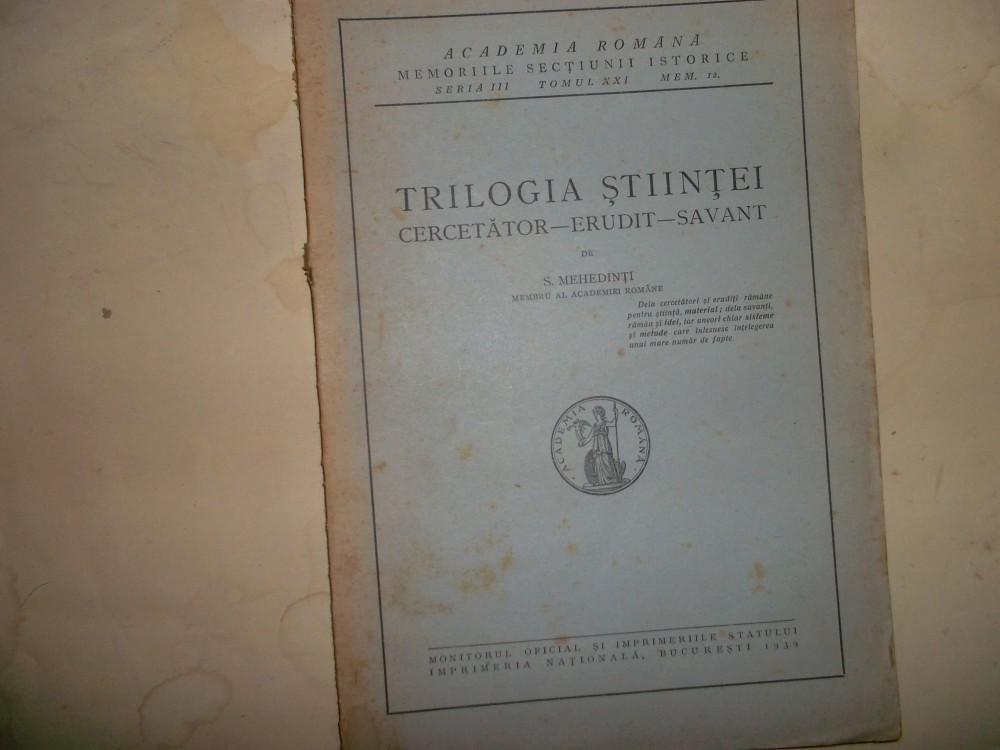 ACADEMIA ROMÂNĂ
MEMORIILE SECȚIUNII ISTORICE
SERIA III TOMUL XXI MEM. 12.
TRILOGIA ȘTIINȚEI
CERCETĂTOR—ERUDIT—SAVANT
DE
S. MEHEDINȚI
MEMBRU AL ACADEMIEI ROMÂNE
Dela cercetători și erudiți rămâne
pentru știință, material; dela savanți,
rămân și idei, iar uneori chiar sisteme
și metode care înlesnesc înțelegerea
unui mare număr de fapte.
ACADEMIA ROMÂNĂ
MONITORUL OFICIAL ȘI IMPRIMERIILE STATULUI
IMPRIMERIA NAȚIONALĂ, BUCUREȘTI 1939